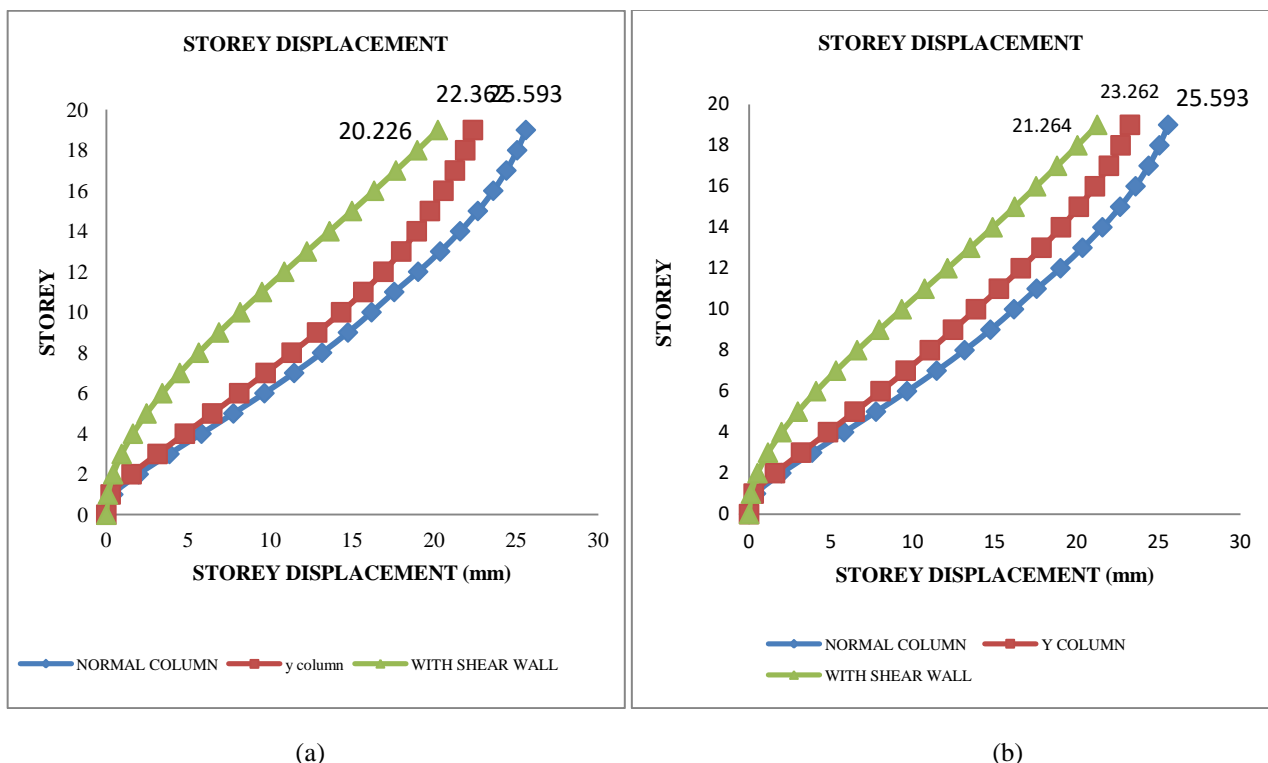 STOREY DISPLACEMENT
22.362 25.593
20.226
20
18
16
14
12
10
8
6
4
2
0
STOREY
0 5 10 15 20 25 30
STOREY DISPLACEMENT (mm)
NORMAL COLUMN y column WITH SHEAR WALL
(a)
STOREY DISPLACEMENT
23.262
25.593
21.264
20
18
16
14
12
10
8
6
4
2
0
STOREY
0 5 10 15 20 25 30
STOREY DISPLACEMENT (mm)
NORMAL COLUMN Y COLUMN
WITH SHEAR WALL
(b)